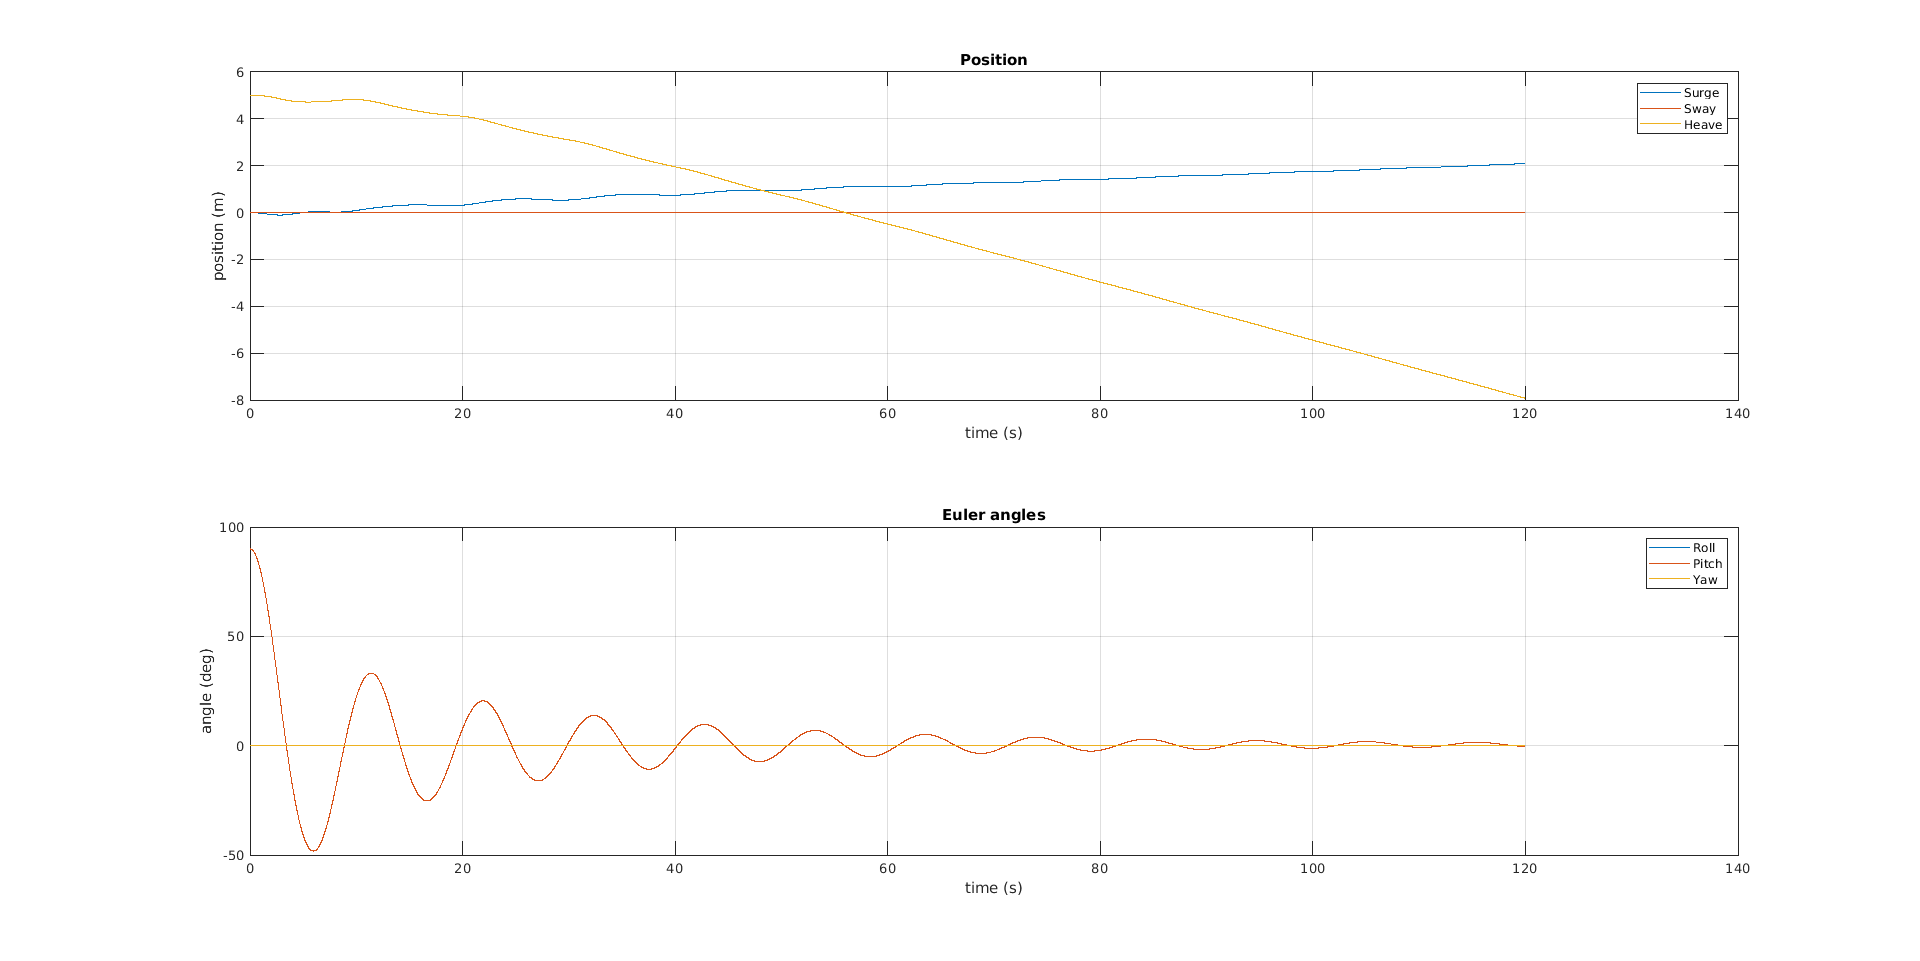 Position
6
4
2
0
-2
-4
-6
-8
position (m)
Surge
Sway
Heave
0 20 40 60 80 100 120 140
time (s)
Euler angles
100
50
0
-50
angle (deg)
Roll
Pitch
Yaw
0 20 40 60 80 100 120 140
time (s)